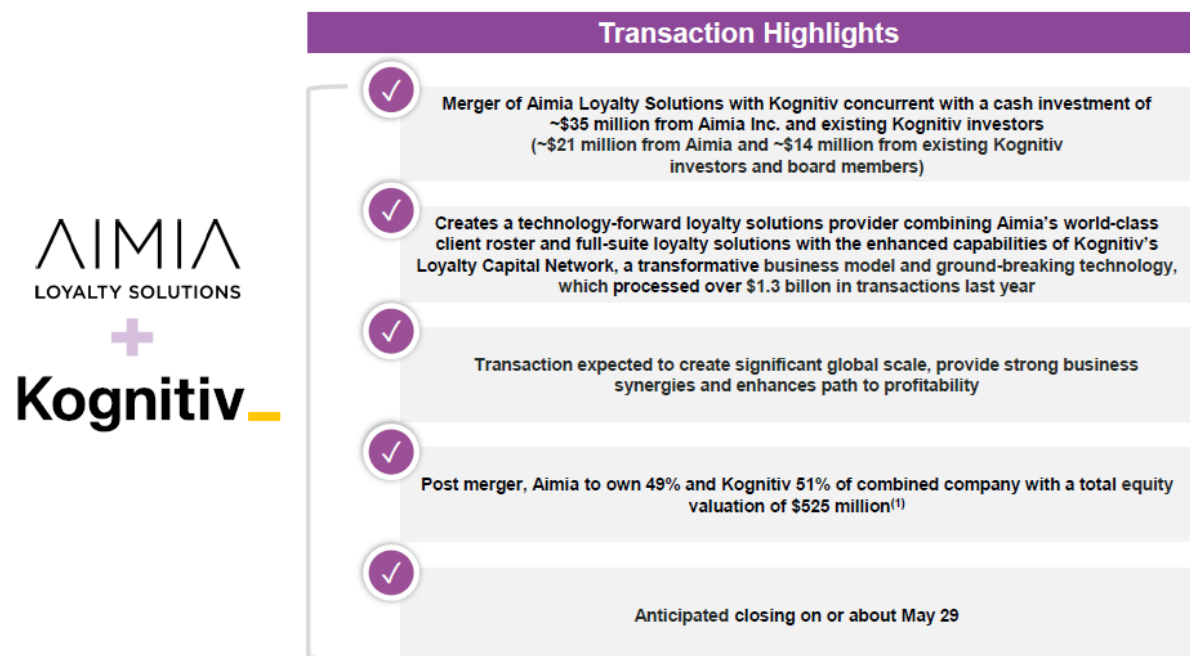 Transaction Highlights
Merger of Aimia Loyalty Solutions with Kognitiv concurrent with a cash investment of
~$35 million from Aimia Inc. and existing Kognitiv investors
(~$21 million from Aimia and ~$14 million from existing Kognitiv
investors and board members)
Creates a technology-forward loyalty solutions provider combining Aimia's world-class
client roster and full-suite loyalty solutions with the enhanced capabilities of Kognitiv's
Loyalty Capital Network, a transformative business model and ground-breaking technology,
which processed over $1.3 billon in transactions last year
Transaction expected to create significant global scale, provide strong business
synergies and enhances path to profitability
Post merger, Aimia to own 49% and Kognitiv 51% of combined company with a total equity
valuation of $525 million(1)
Anticipated closing on or about May 29
AIMIA
LOYALTY SOLUTIONS
+
Kognitiv_